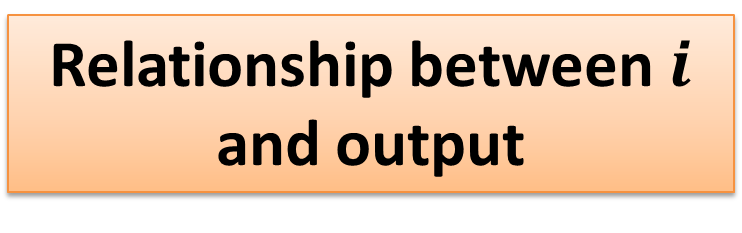 Relationship between i
and output